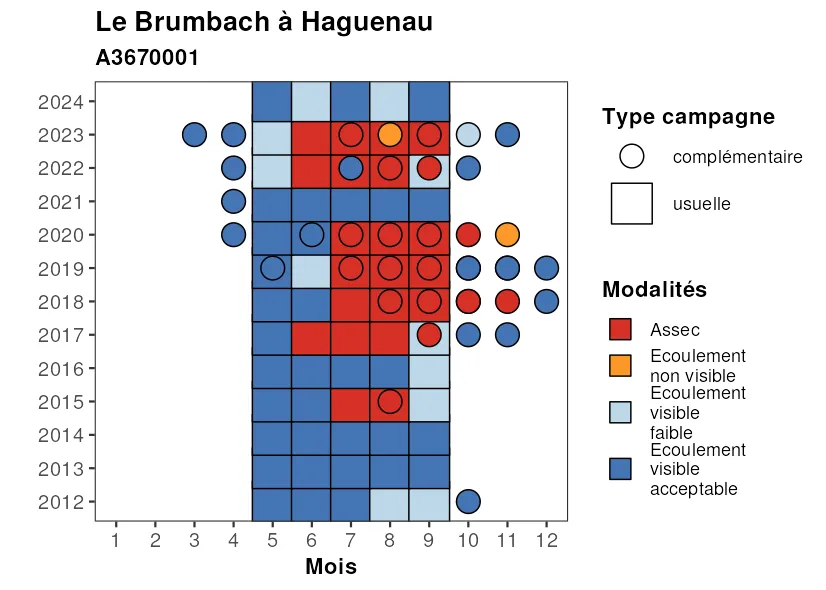 Le Brumbach à Haguenau
A3670001
2024
2023
2022
2021
2020
2019
2018
2017
2016
2015
2014
2013
2012
1 2 3 4 5 6 7 8 9 10 11 12
Mois
Type campagne
complémentaire
usuelle
Modalités
Assec
Ecoulement
non visible
Ecoulement
visible
faible
Ecoulement
visible
acceptable